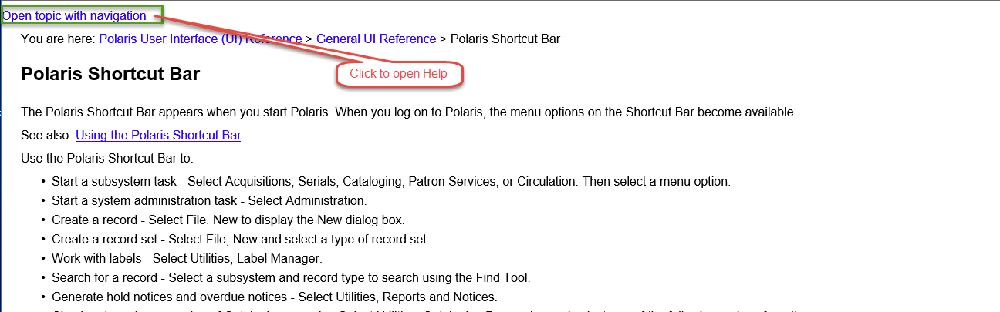 Open topic with navigation
You are here: Polaris User Interface (UI) Reference > General UI Reference > Polaris Shortcut Bar
Click to open Help
Polaris Shortcut Bar
The Polaris Shortcut Bar appears when you start Polaris. When you log on to Polaris, the menu options on the Shortcut Bar become available.
See also: Using the Polaris Shortcut Bar
Use the Polaris Shortcut Bar to:
• Start a subsystem task - Select Acquisitions, Serials, Cataloging, Patron Services, or Circulation. Then select a menu option.
• Start a system administration task - Select Administration.
• Create a record - Select File, New to display the New dialog box.
• Create a record set - Select File, New and select a type of record set.
• Work with labels - Select Utilities, Label Manager.
• Search for a record - Select a subsystem and record type to search using the Find Tool.
• Generate hold notices and overdue notices - Select Utilities, Reports and Notices.